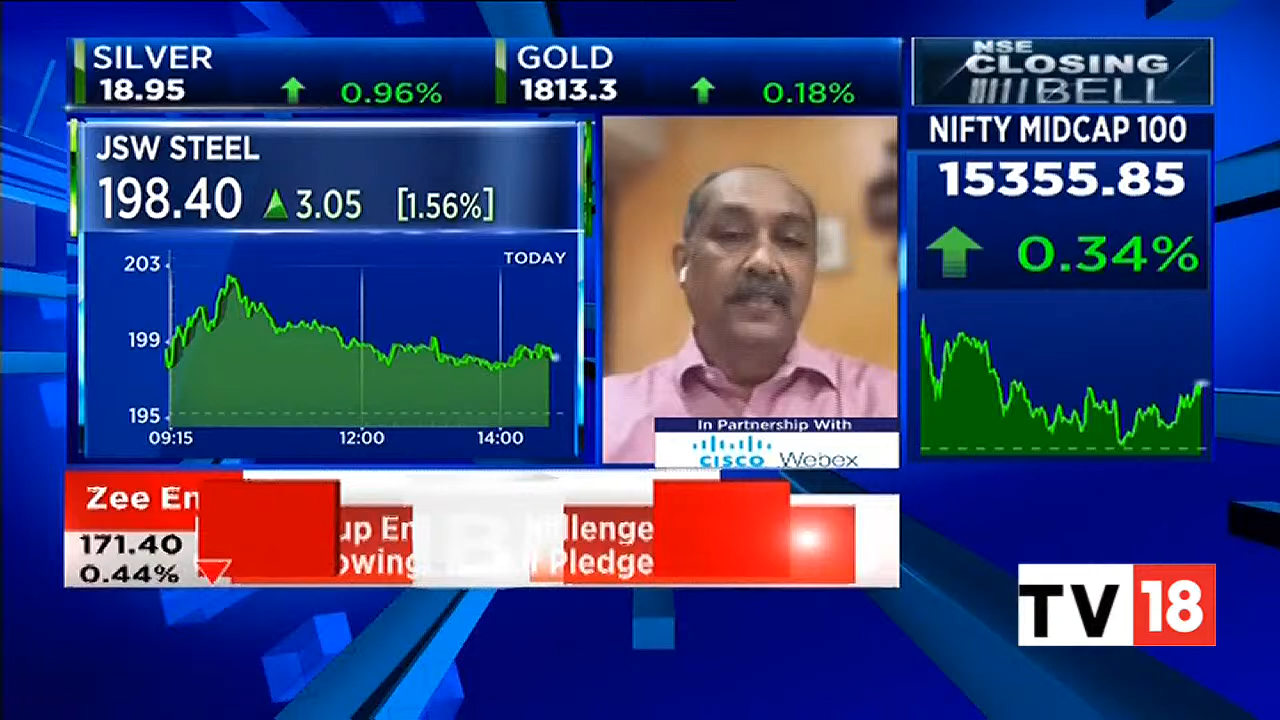 SILVER
18.95 0.96%
GOLD
1813.3 0.18%
NSE
CLOSING
BELL
JSW STEEL
198.40 3.05 [1.56%]
TODAY
203
199
195
09:15 12:00 14:00
In Partnership With
CISCO Webex
NIFTY MIDCAP 100
15355.85
0.34%
Zee
171.40
0.44%
Pledge
TV18